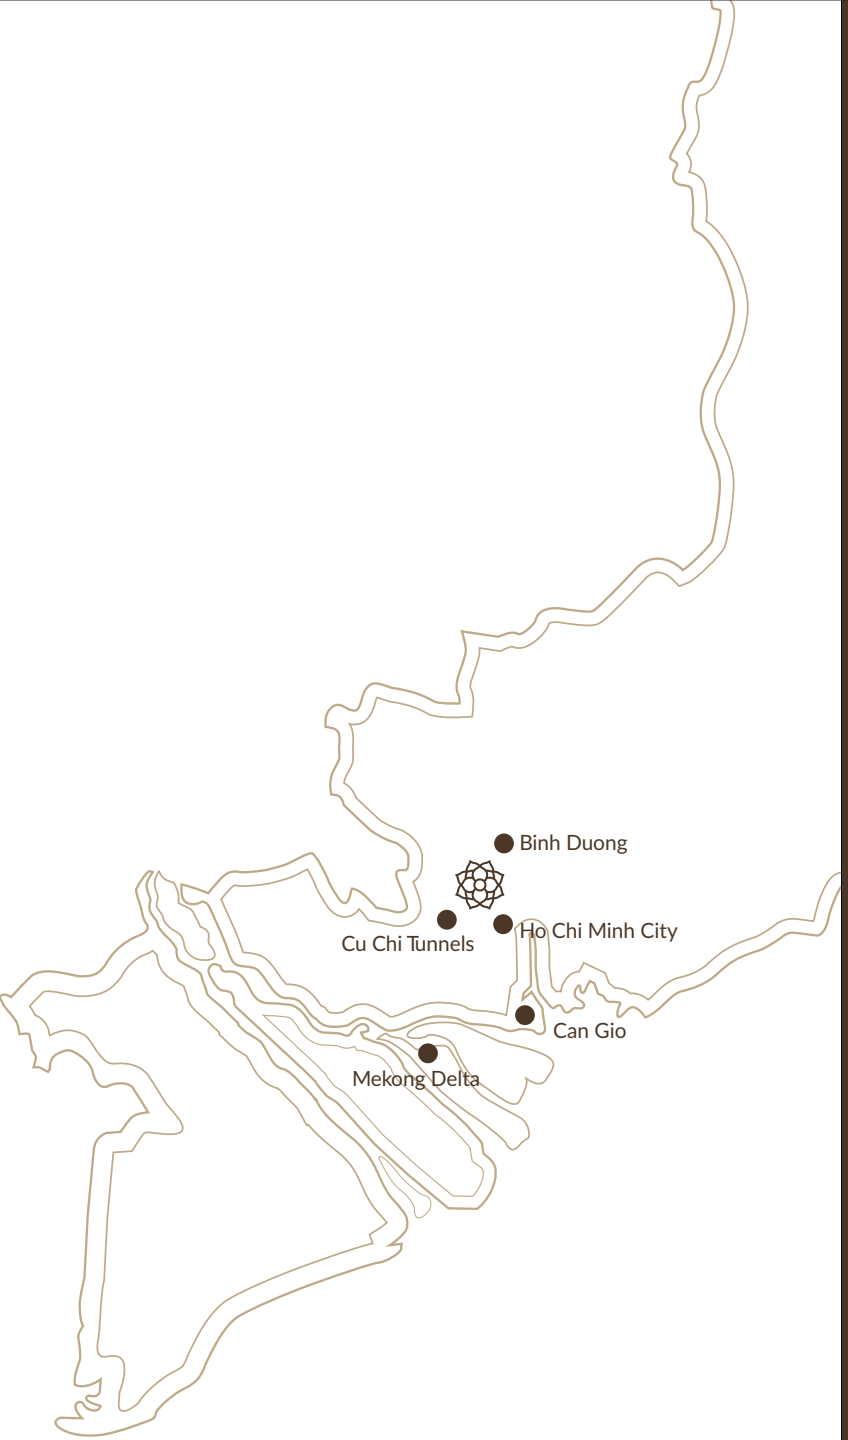 Binh Duong
Ho Chi Minh City
Cu Chi Tunnels
Can Gio
Mekong Delta